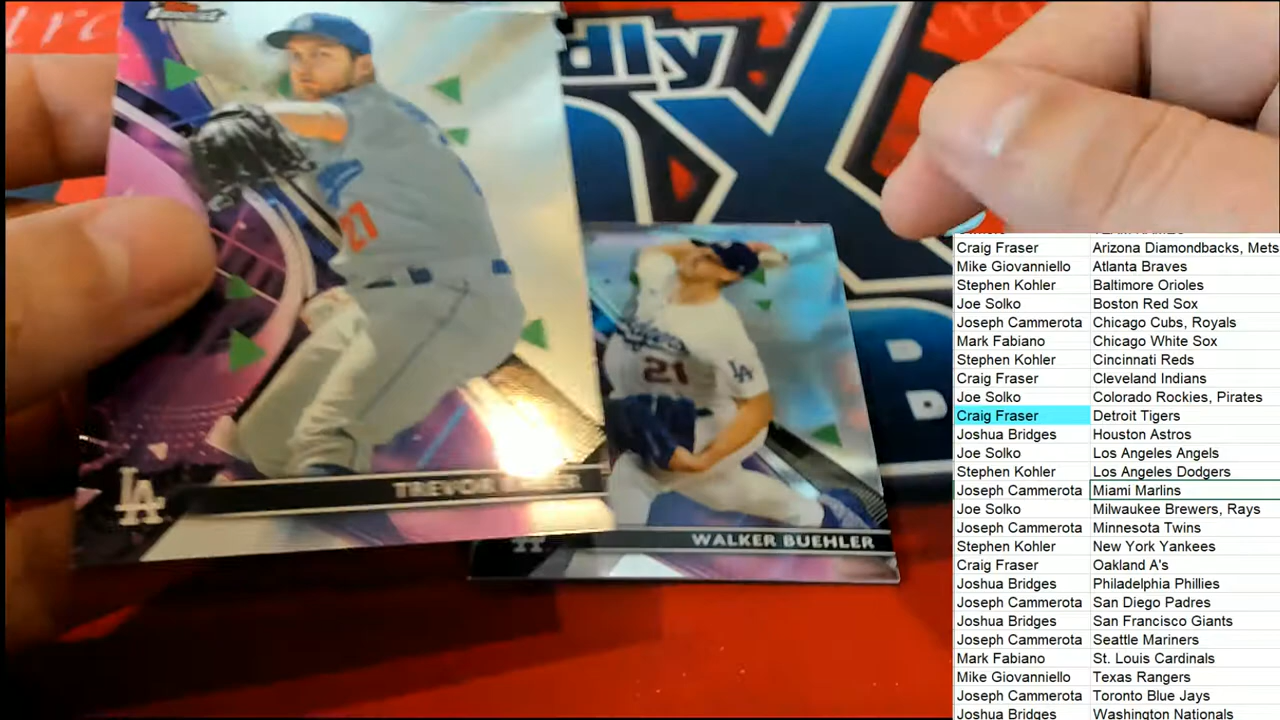 FINEST
dly
OX
B
27
LA
TREVOR
Dodgers
21
LA
WALKER BUEHLER
Craig Fraser Arizona Diamondbacks, Mets
Mike Giovanniello Atlanta Braves
Stephen Kohler Baltimore Orioles
Joe Solko Boston Red Sox
Joseph Cammerota Chicago Cubs, Royals
Mark Fabiano Chicago White Sox
Stephen Kohler Cincinnati Reds
Craig Fraser Cleveland Indians
Joe Solko Colorado Rockies, Pirates
Craig Fraser Detroit Tigers
Joshua Bridges Houston Astros
Joe Solko Los Angeles Angels
Stephen Kohler Los Angeles Dodgers
Joseph Cammerota Miami Marlins
Joe Solko Milwaukee Brewers, Rays
Joseph Cammerota Minnesota Twins
Stephen Kohler New York Yankees
Craig Fraser Oakland A's
Joshua Bridges Philadelphia Phillies
Joseph Cammerota San Diego Padres
Joshua Bridges San Francisco Giants
Joseph Cammerota Seattle Mariners
Mark Fabiano St. Louis Cardinals
Mike Giovanniello Texas Rangers
Joseph Cammerota Toronto Blue Jays
Joshua Bridges Washington Nationals